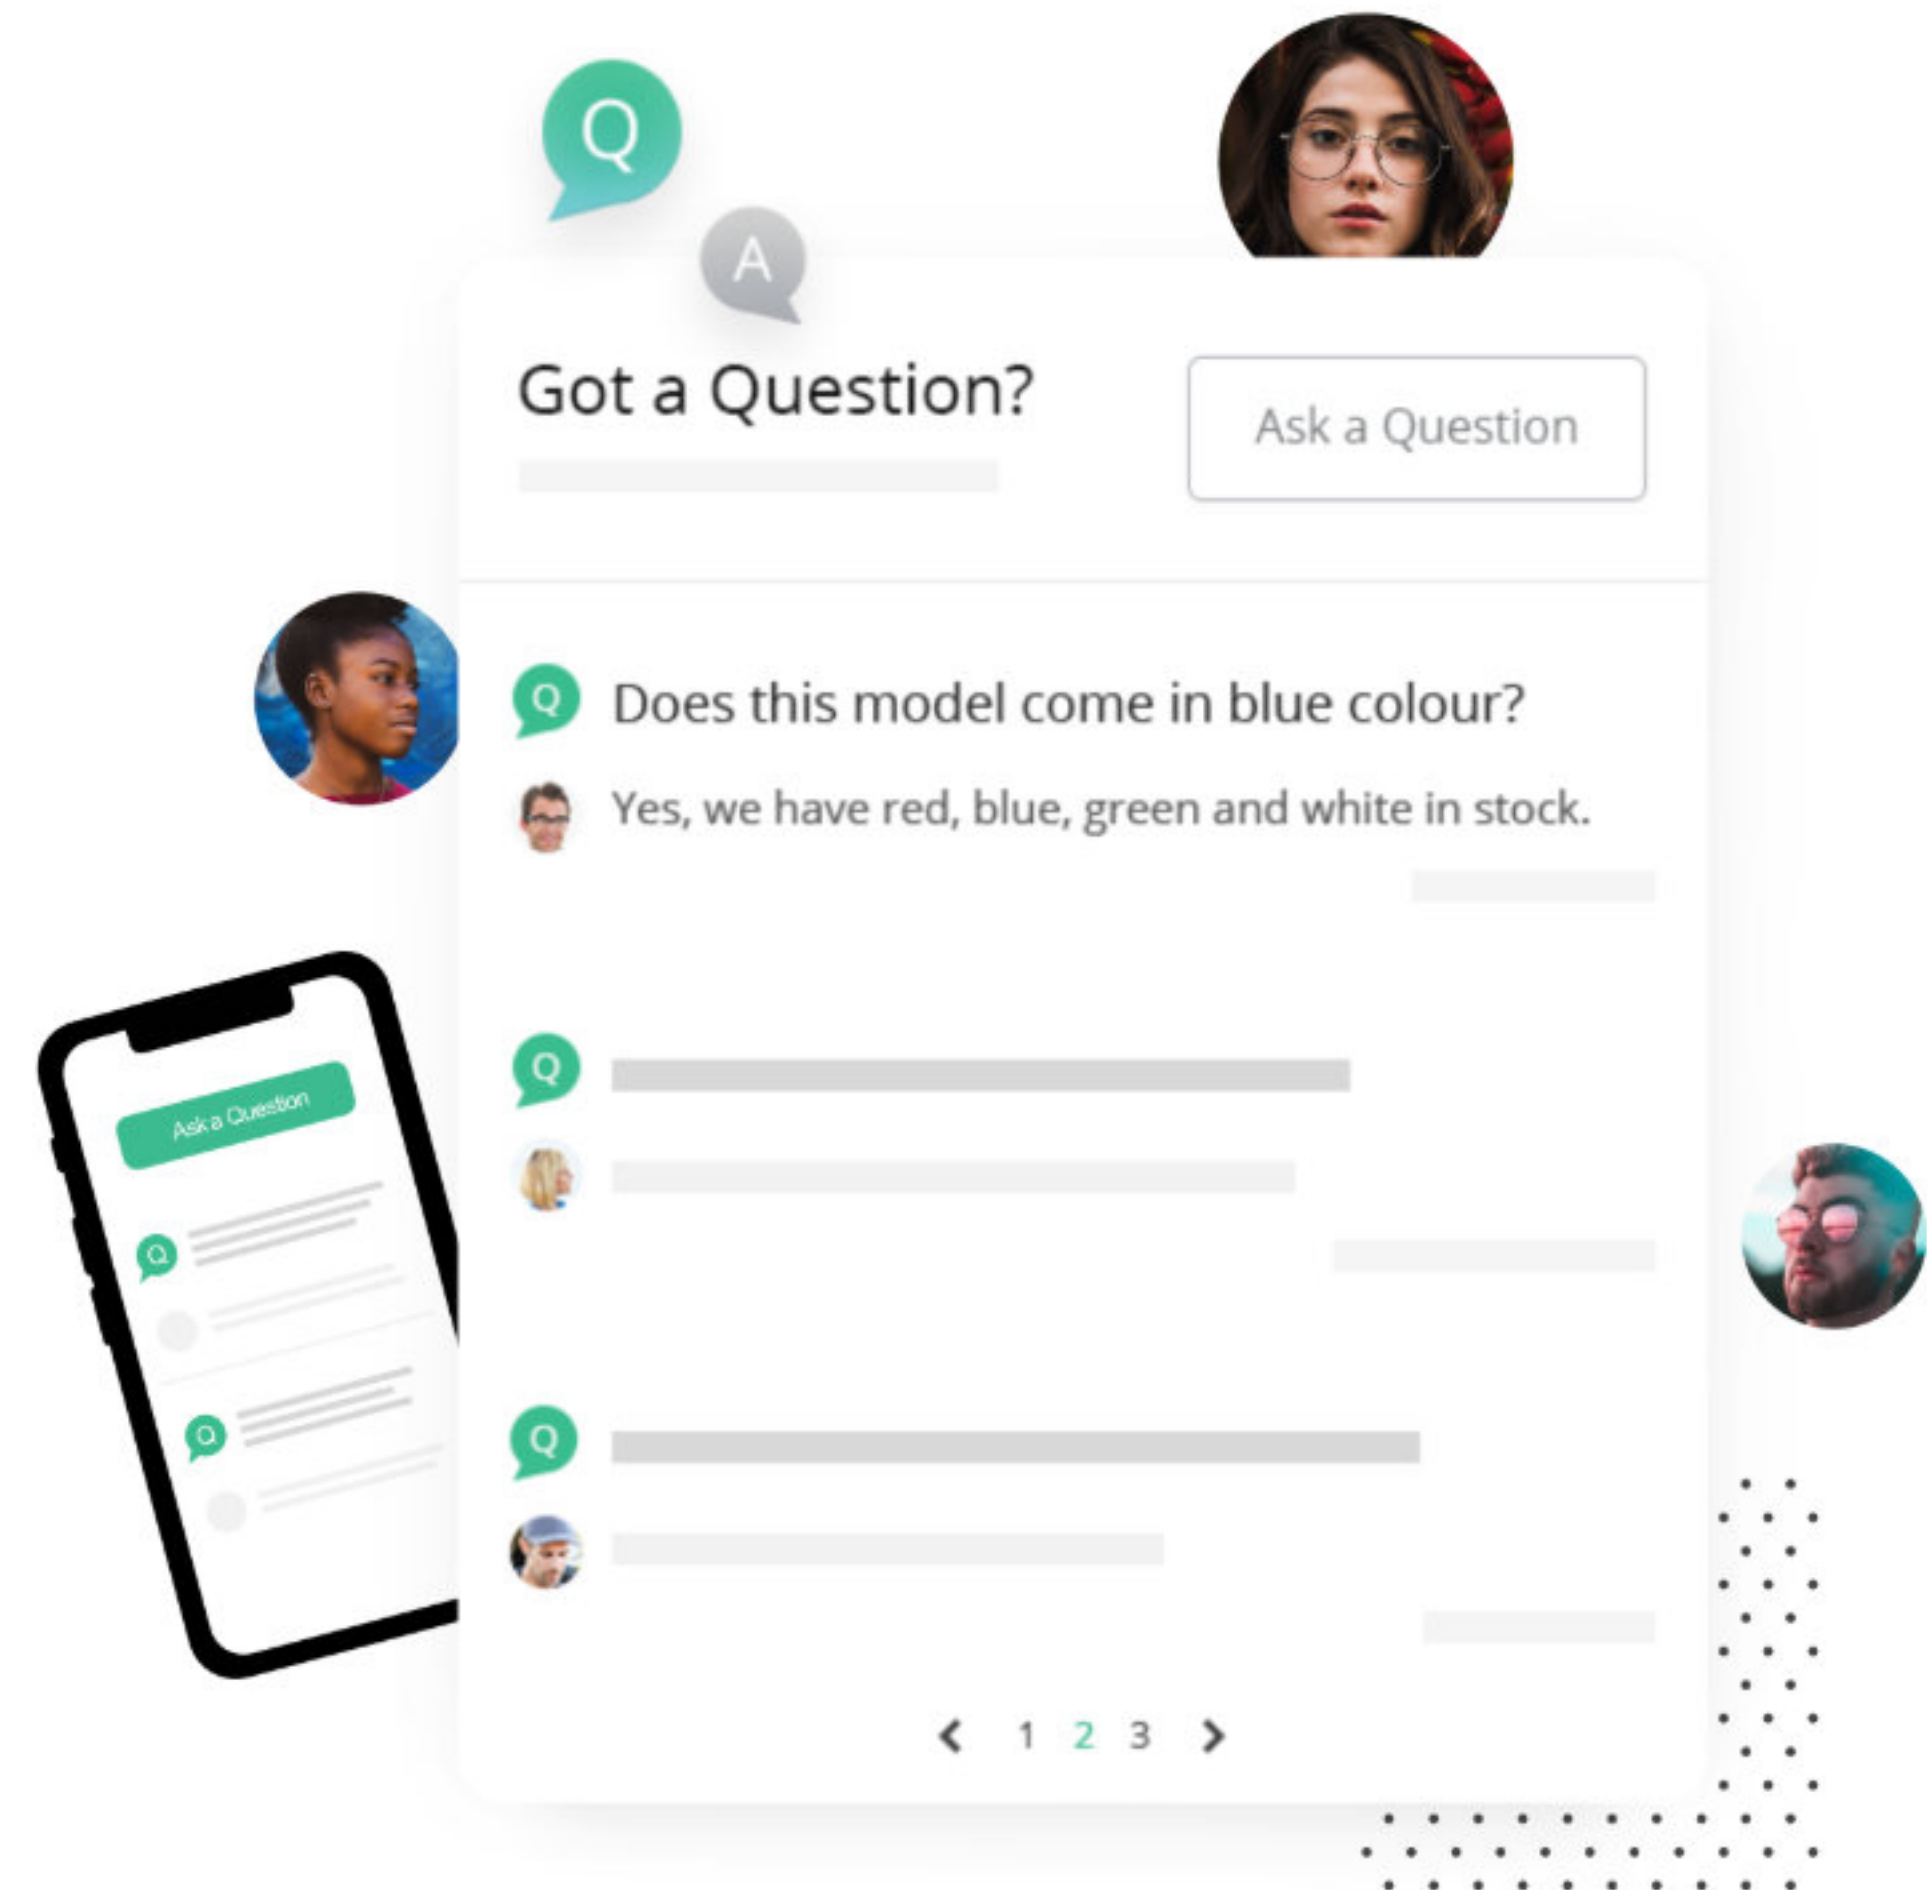 Q
A
Got a Question?
Ask a Question
Q Does this model come in blue colour?
Yes, we have red, blue, green and white in stock.
Q
Q
1 2 3
Ask a Question
Q
Q